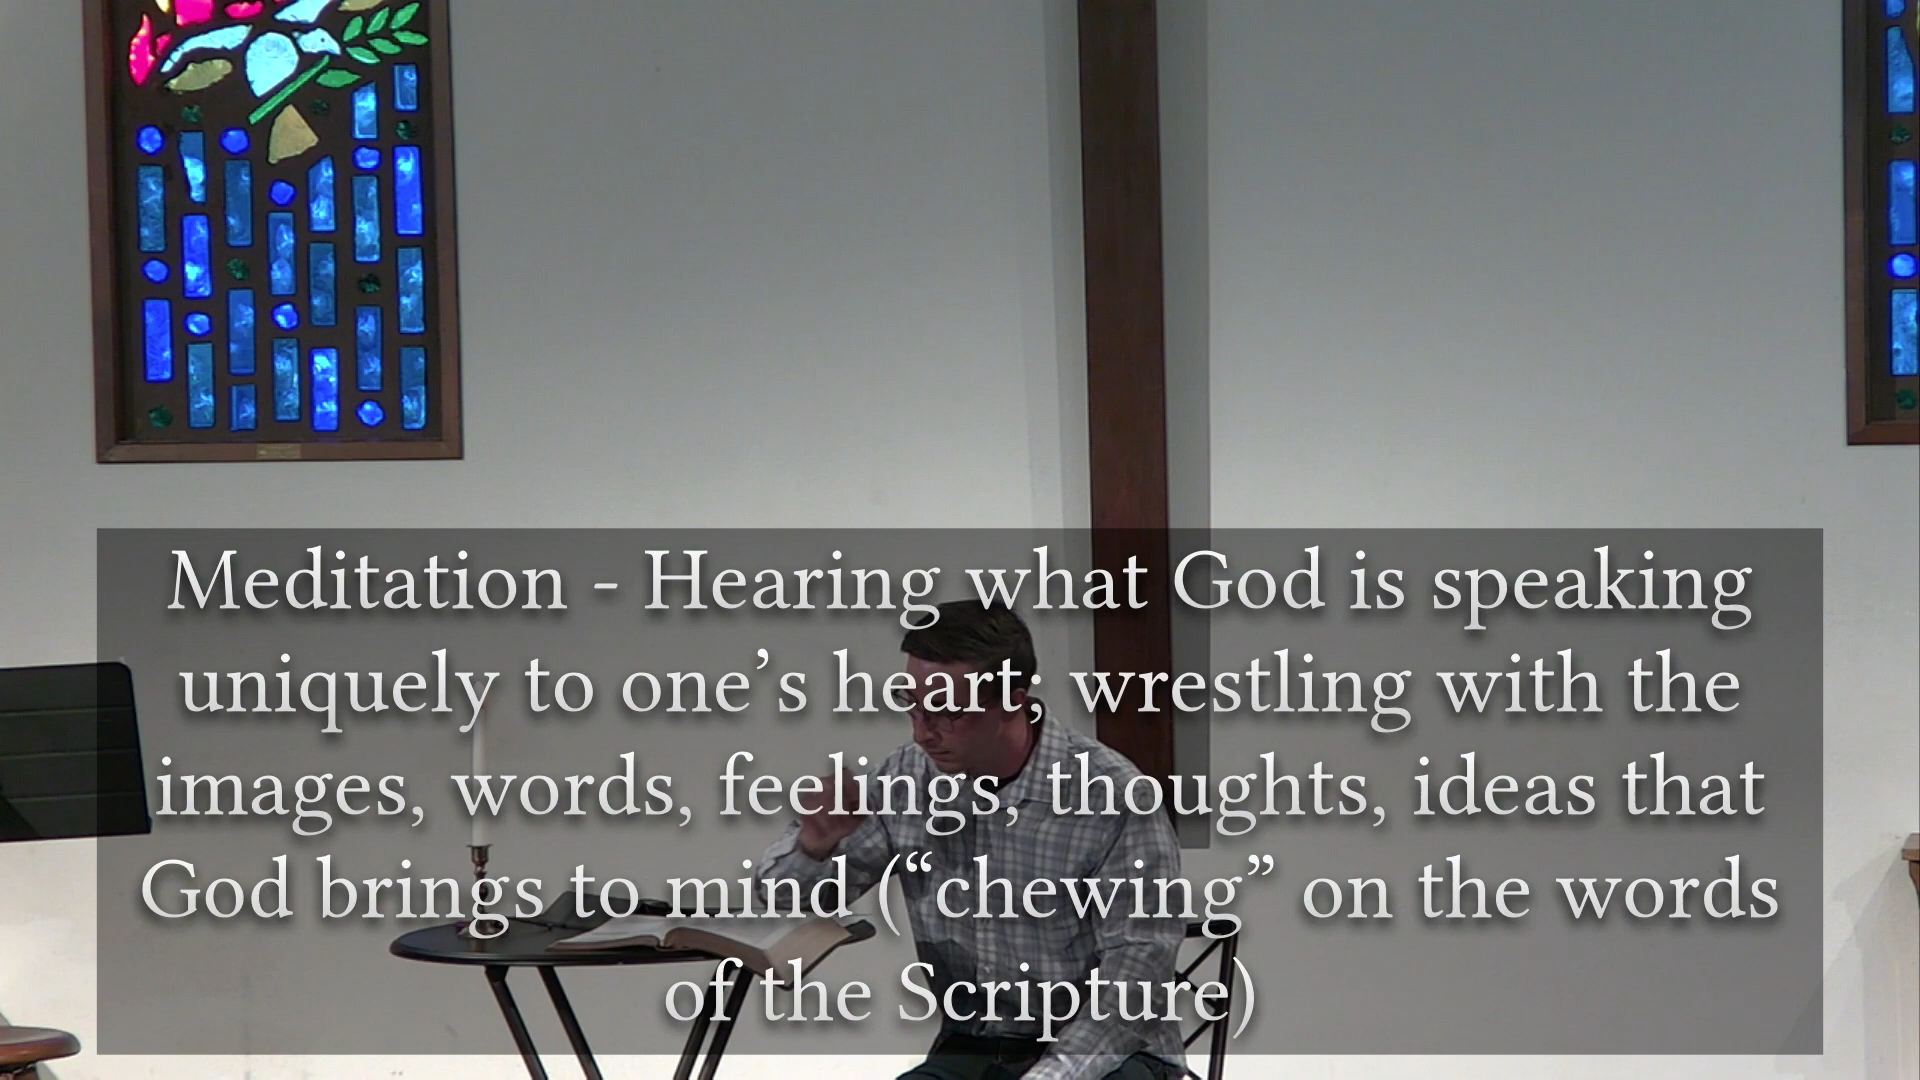 Meditation - Hearing what God is speaking
uniquely to one’s heart; wrestling with the
images, words, feelings, thoughts, ideas that
God brings to mind (“chewing” on the words
of the Scripture)